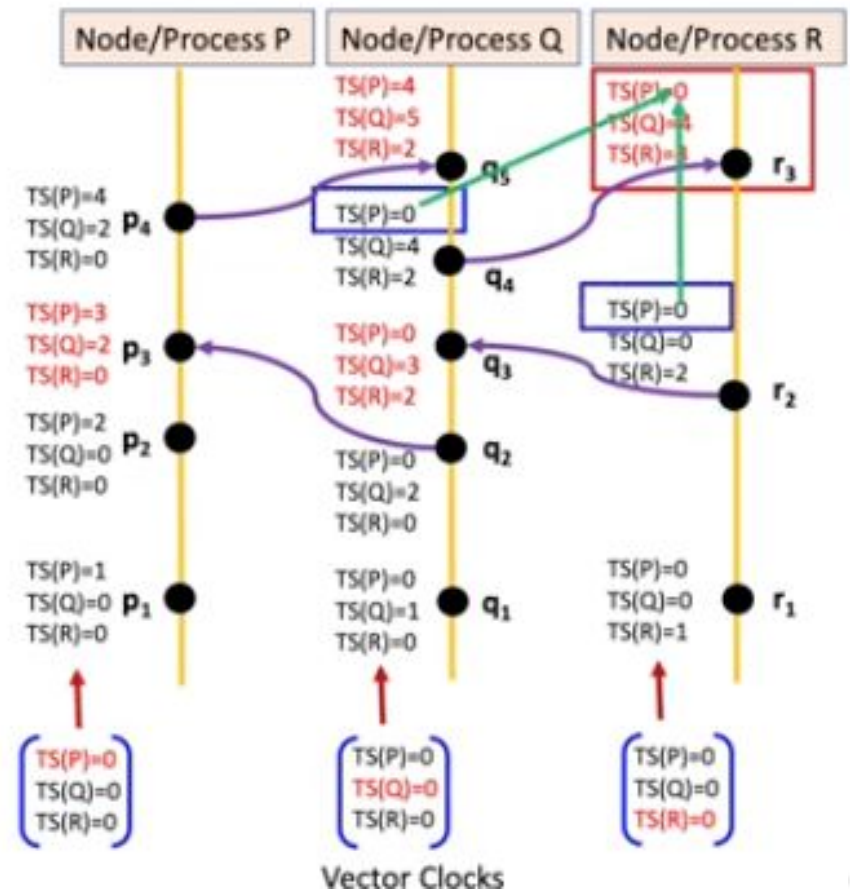 Node/Process P
Node/Process Q
Node/Process R
TS(P)=4
TS(Q)=5
TS(R)=2
q5
TS(P)=0
TS(Q)=4
TS(R)=3
r3
TS(P)=4
TS(Q)=2
TS(R)=0
p4
TS(P)=0
TS(Q)=4
TS(R)=2
q4
TS(P)=3
TS(Q)=2
TS(R)=0
p3
TS(P)=0
TS(Q)=3
TS(R)=2
q3
TS(P)=0
TS(Q)=0
TS(R)=2
r2
TS(P)=2
TS(Q)=0
TS(R)=0
p2
TS(P)=0
TS(Q)=2
TS(R)=0
q2
TS(P)=1
TS(Q)=0
TS(R)=0
p1
TS(P)=0
TS(Q)=1
TS(R)=0
q1
TS(P)=0
TS(Q)=0
TS(R)=1
r1
TS(P)=0
TS(Q)=0
TS(R)=0
TS(P)=0
TS(Q)=0
TS(R)=0
TS(P)=0
TS(Q)=0
TS(R)=0
Vector Clocks